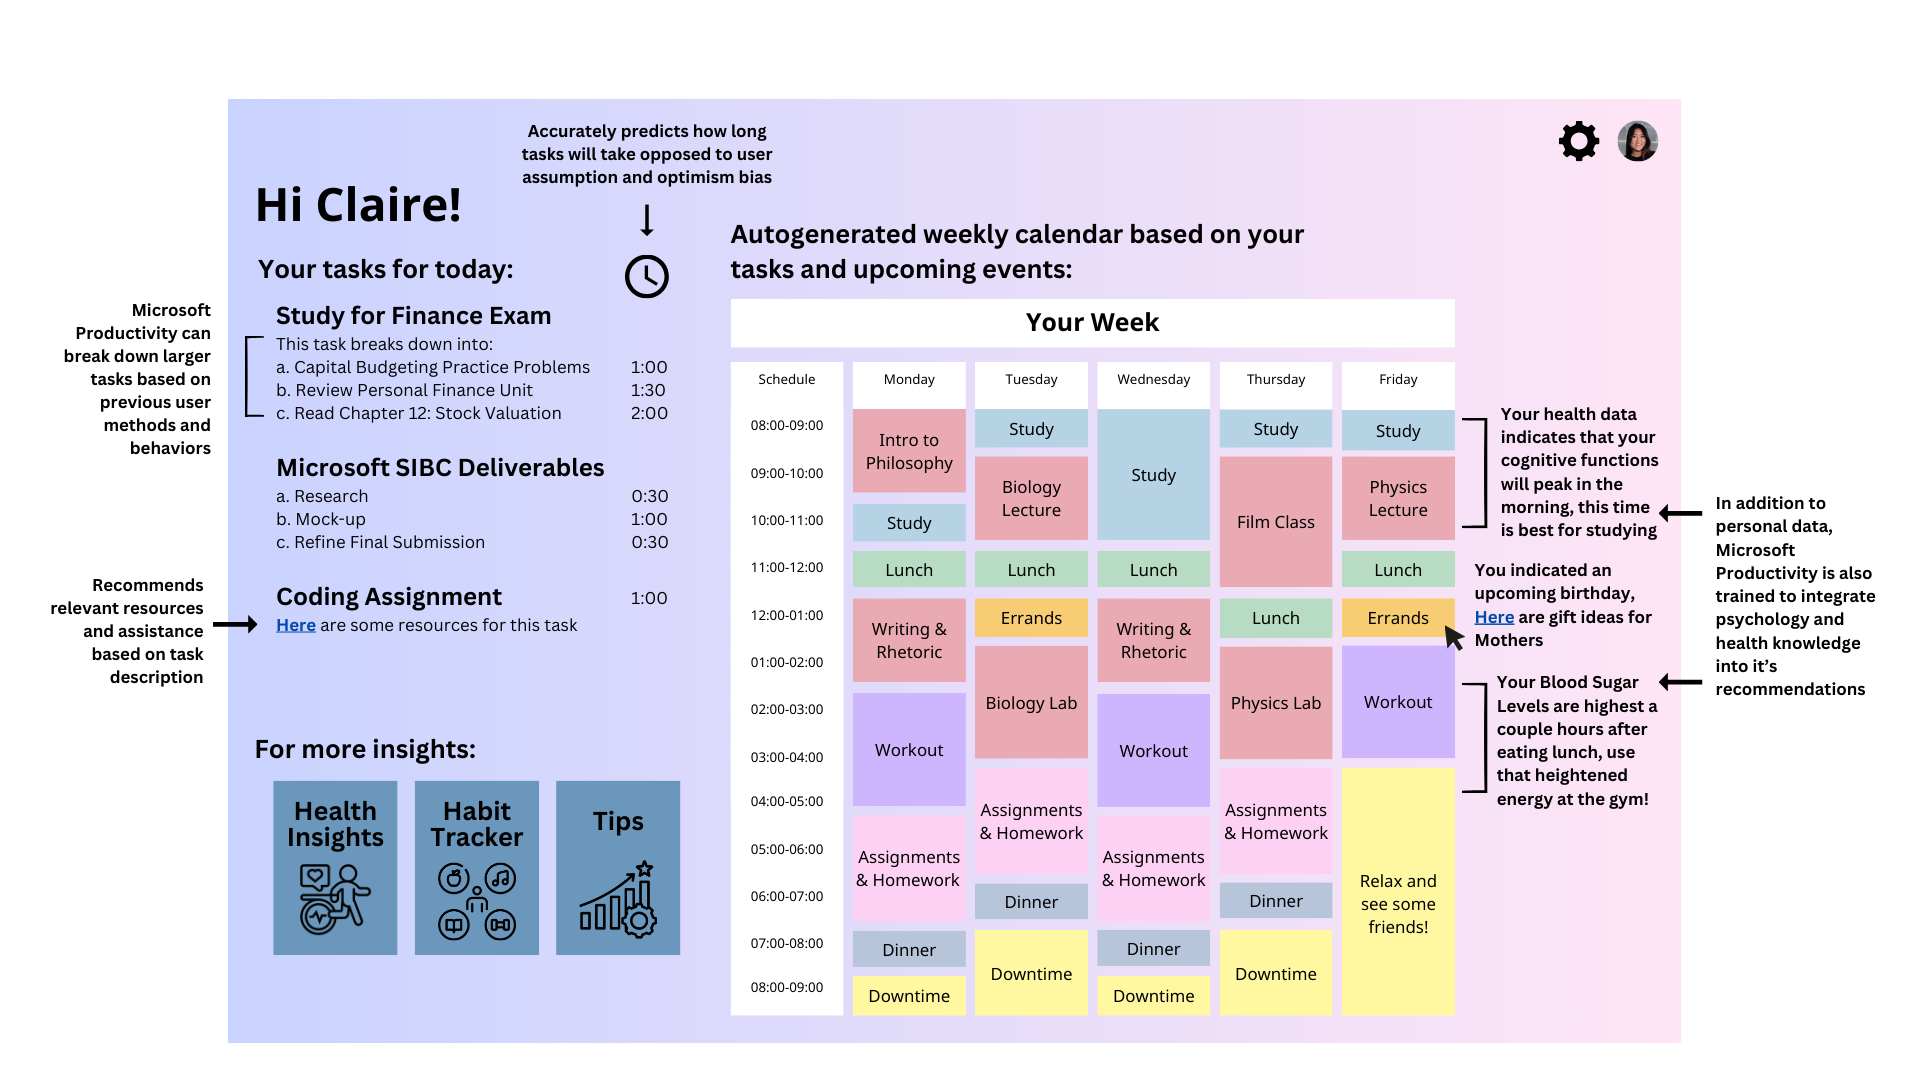 Accurately predicts how long
tasks will take opposed to user
assumption and optimism bias
Hi Claire!
Your tasks for today:
Study for Finance Exam
This task breaks down into:
a. Capital Budgeting Practice Problems 1:00
b. Review Personal Finance Unit 1:30
c. Read Chapter 12: Stock Valuation 2:00
Microsoft
Productivity can
break down larger
tasks based on
previous user
methods and
behaviors
Microsoft SIBC Deliverables
a. Research 0:30
b. Mock-up 1:00
c. Refine Final Submission 0:30
Coding Assignment 1:00
Here are some resources for this task
Recommends
relevant resources
and assistance
based on task
description
For more insights:
Health
Insights
Habit
Tracker
Tips
Autogenerated weekly calendar based on your
tasks and upcoming events:
Your Week
Schedule
08:00-09:00
09:00-10:00
10:00-11:00
11:00-12:00
12:00-01:00
01:00-02:00
02:00-03:00
03:00-04:00
04:00-05:00
05:00-06:00
06:00-07:00
07:00-08:00
08:00-09:00
Monday
Intro to
Philosophy
Study
Lunch
Writing &
Rhetoric
Workout
Assignments
& Homework
Dinner
Downtime
Tuesday
Study
Biology
Lecture
Lunch
Errands
Biology Lab
Assignments
& Homework
Dinner
Downtime
Wednesday
Study
Lunch
Writing &
Rhetoric
Workout
Assignments
& Homework
Dinner
Downtime
Thursday
Study
Film Class
Lunch
Physics Lab
Assignments
& Homework
Dinner
Downtime
Friday
Study
Physics
Lecture
Lunch
Errands
Workout
Relax and
see some
friends!
Your health data
indicates that your
cognitive functions
will peak in the
morning, this time
is best for studying
You indicated an
upcoming birthday,
Here are gift ideas for
Mothers
Your Blood Sugar
Levels are highest a
couple hours after
eating lunch, use
that heightened
energy at the gym!
In addition to
personal data,
Microsoft
Productivity is also
trained to integrate
psychology and
health knowledge
into it's
recommendations